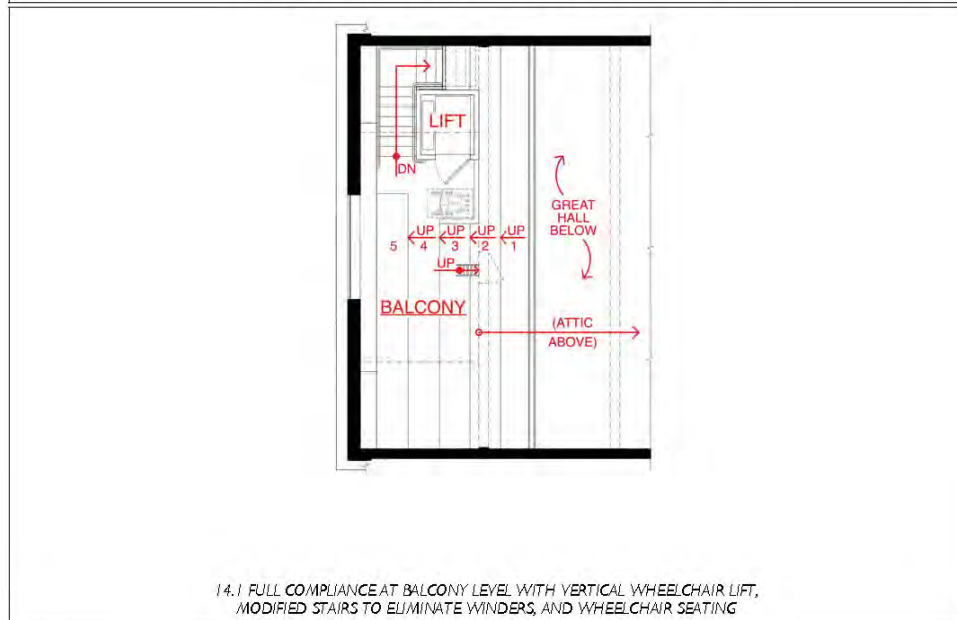 LIFT
DN
GREAT
HALL
BELOW
UP UP UP UP
5 4 3 2 1
UP
BALCONY
(ATTIC
ABOVE)
14.1 FULL COMPLIANCE AT BALCONY LEVEL WITH VERTICAL WHEELCHAIR LIFT,
MODIFIED STAIRS TO ELIMINATE WINDERS, AND WHEELCHAIR SEATING